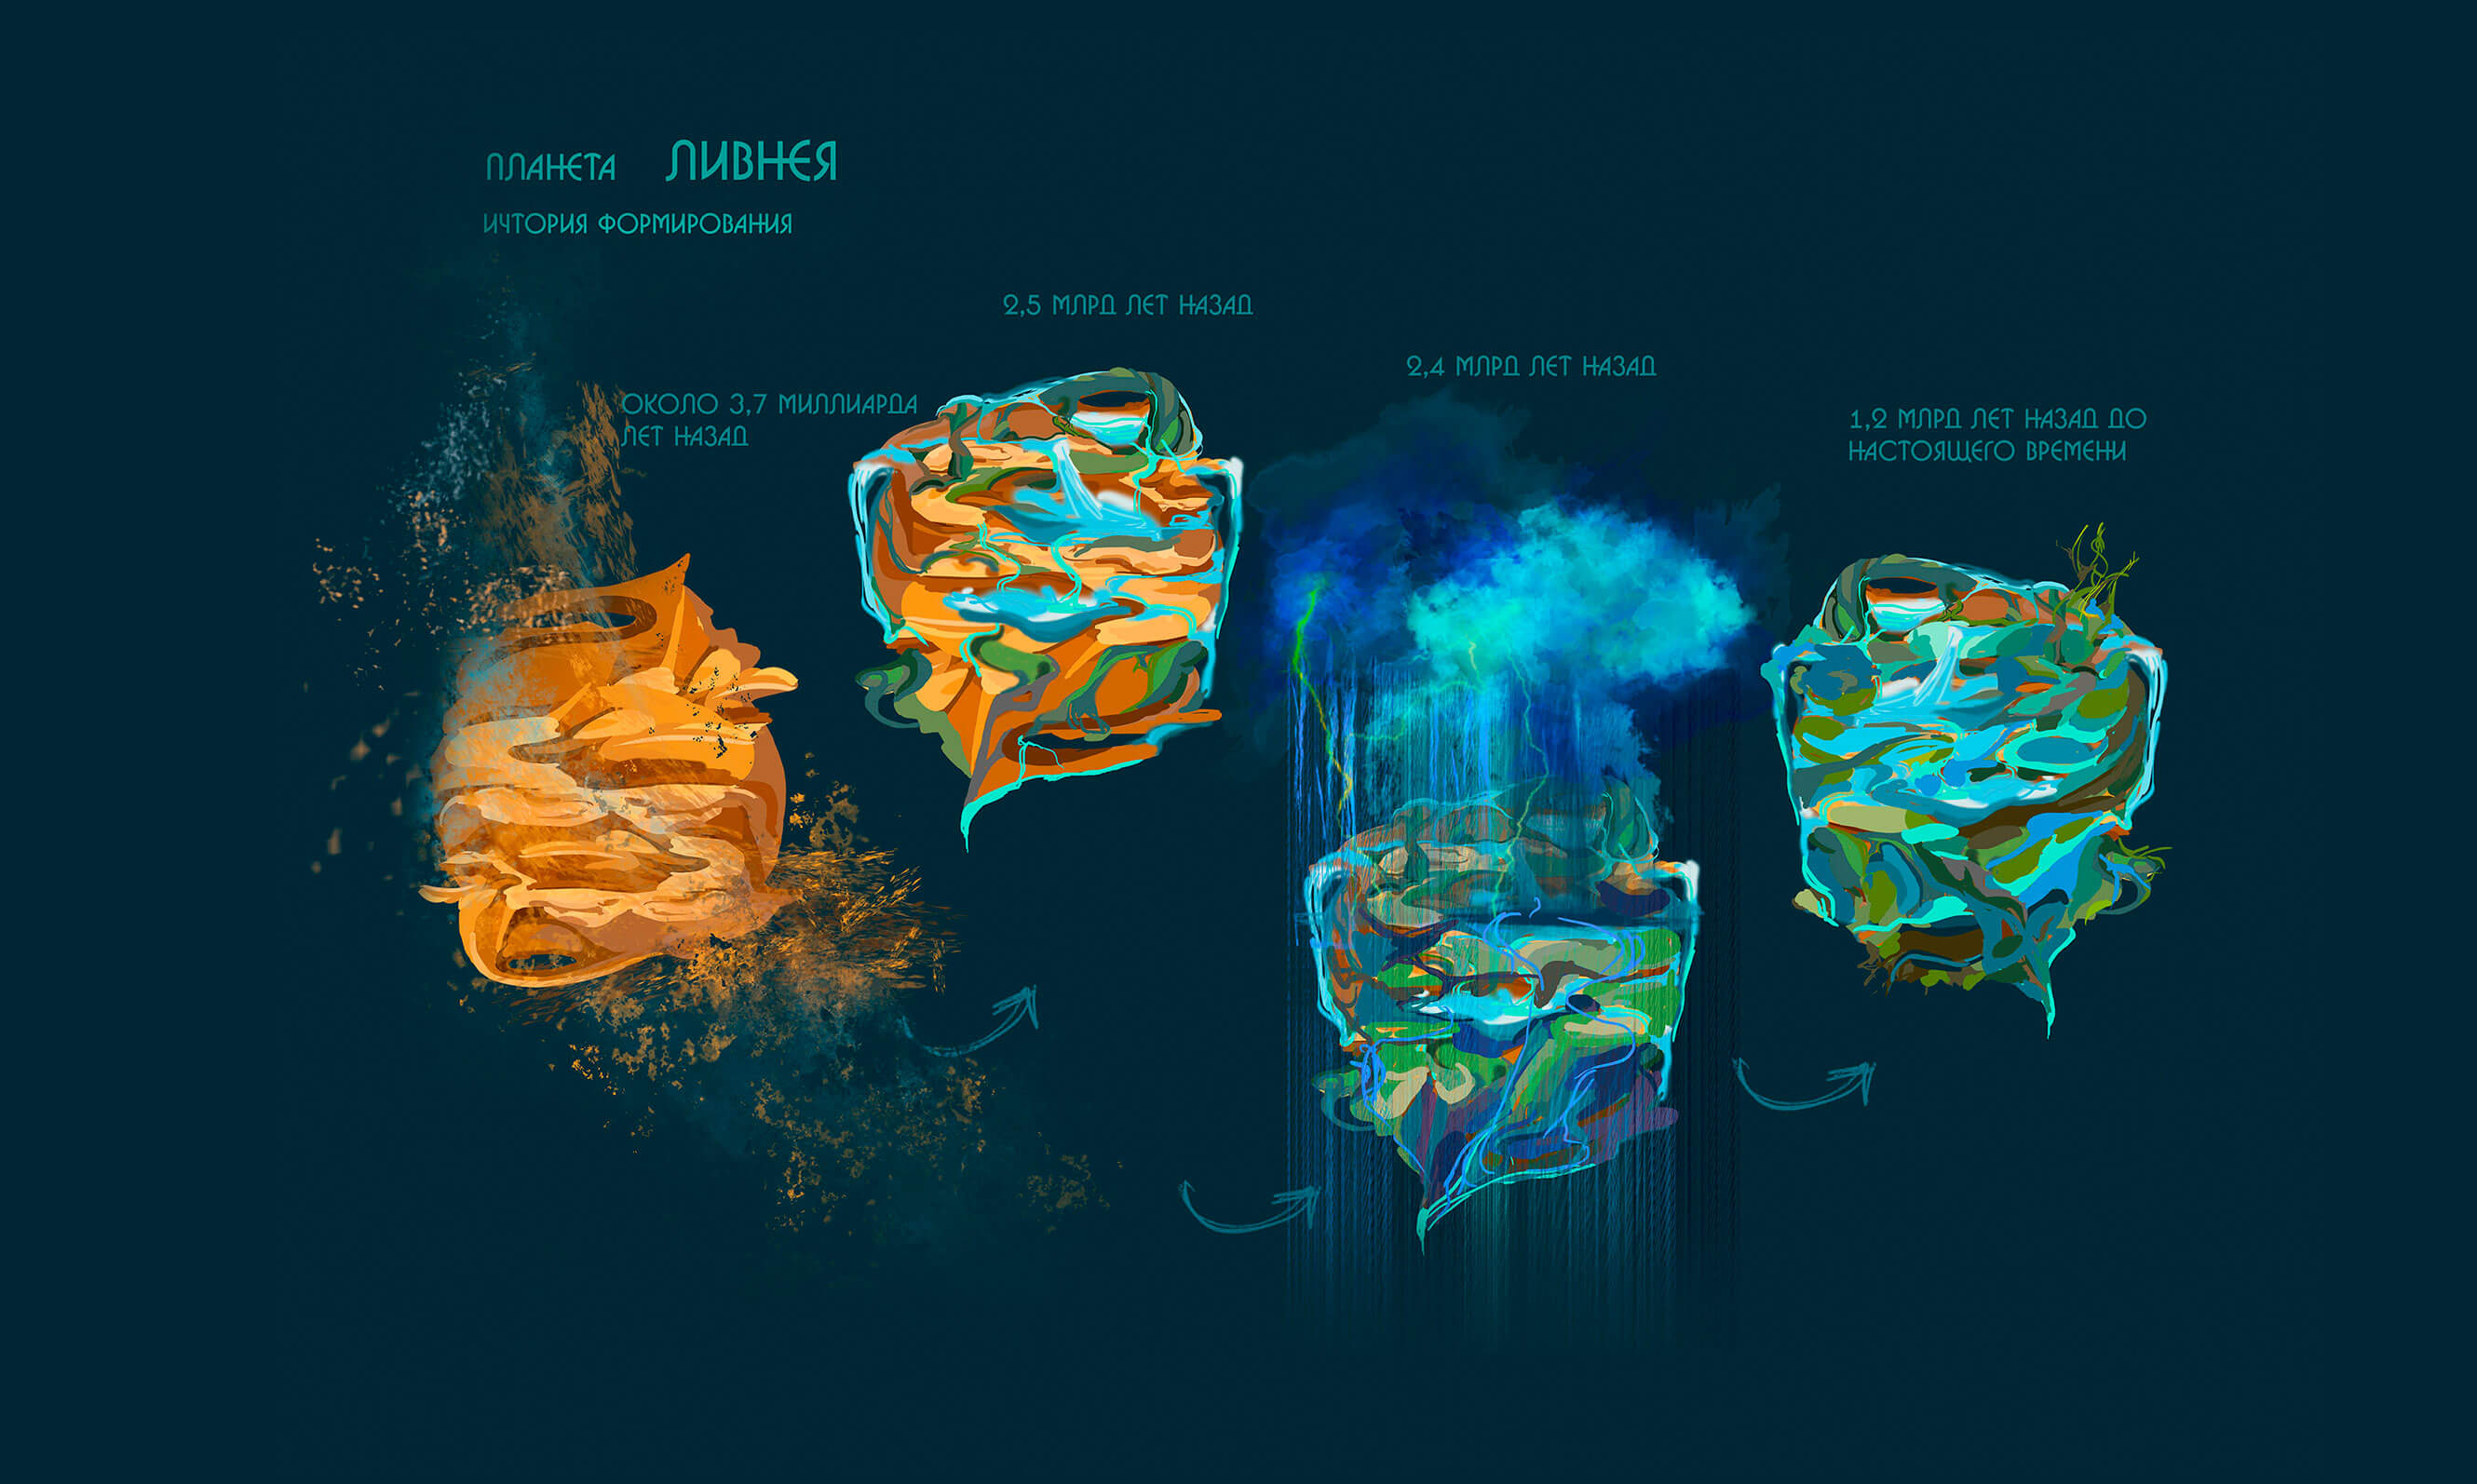 ПЛАНЕТА ЛИВНЕЯ
ИЧТОРИЯ ФОРМИРОВАНИЯ
2,5 МЛРД ЛЕТ НАЗАД
2,4 МЛРД ЛЕТ НАЗАД
ОКОЛО 3,7 МИЛЛИАРДА
ЛЕТ НАЗАД
1,2 МЛРД ЛЕТ НАЗАД ДО
НАСТОЯЩЕГО ВРЕМЕНИ